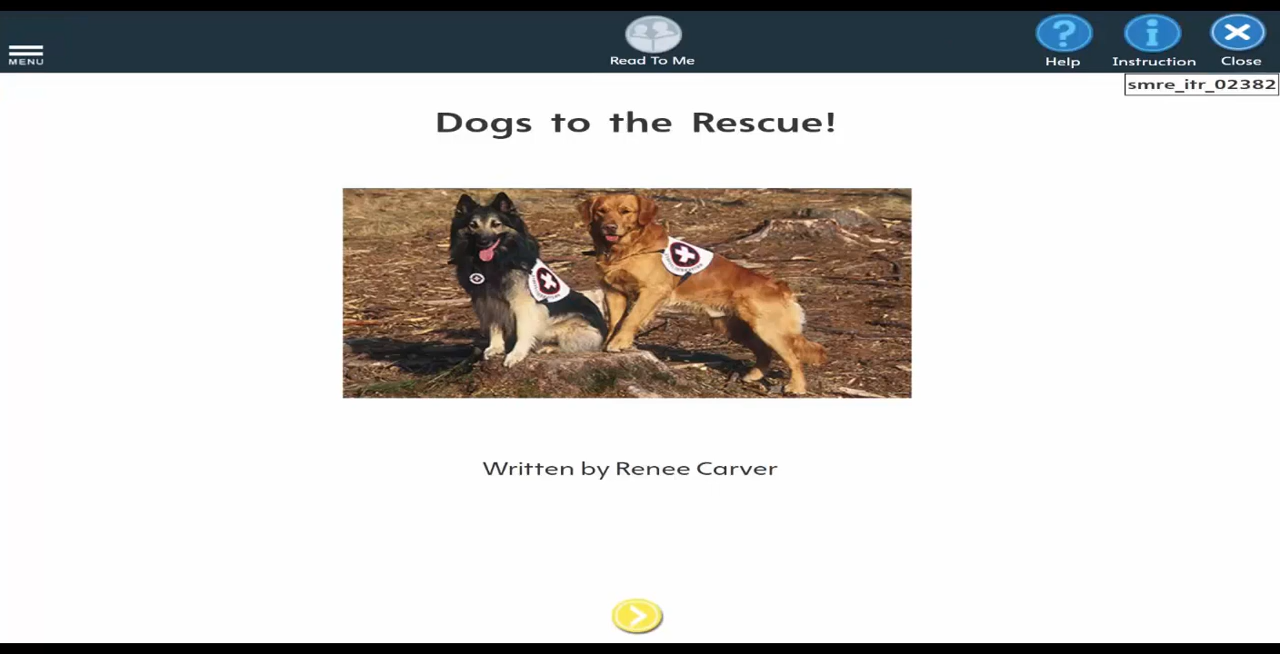 MENU
Read To Me
Help
Instruction
Close
smre_itr_02382
Dogs to the Rescue!
Written by Renee Carver